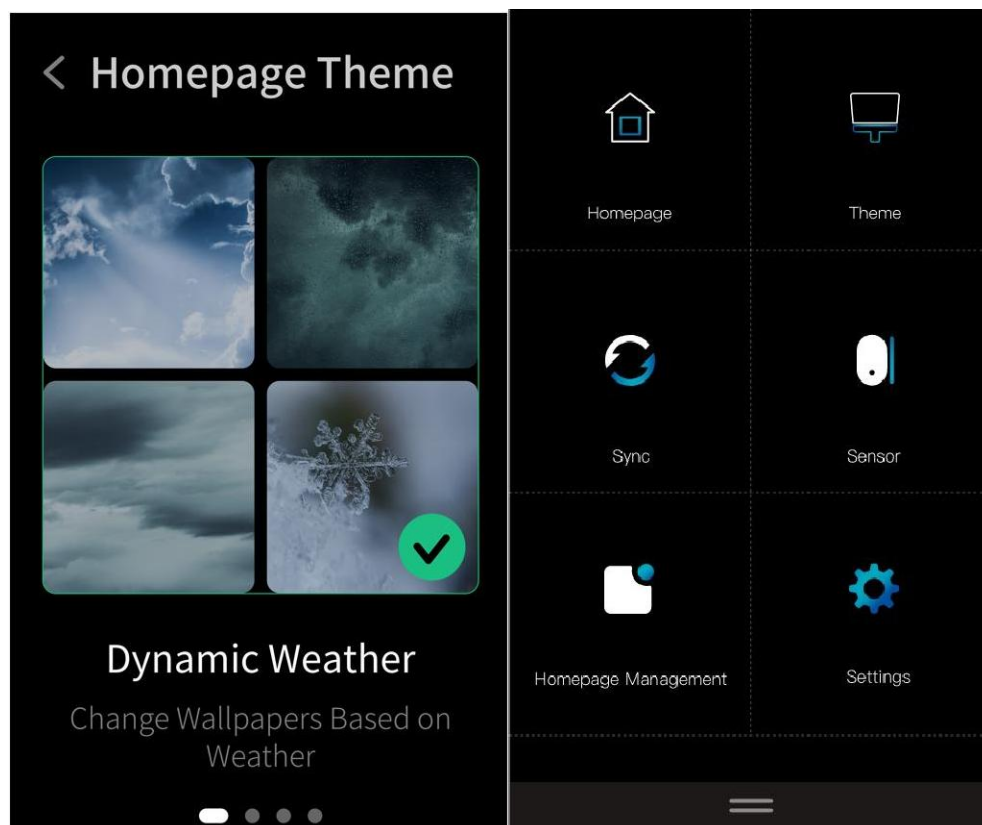 Homepage Theme
Dynamic Weather
Change Wallpapers Based on
Weather
Homepage
Theme
Sync
Sensor
Homepage Management
Settings